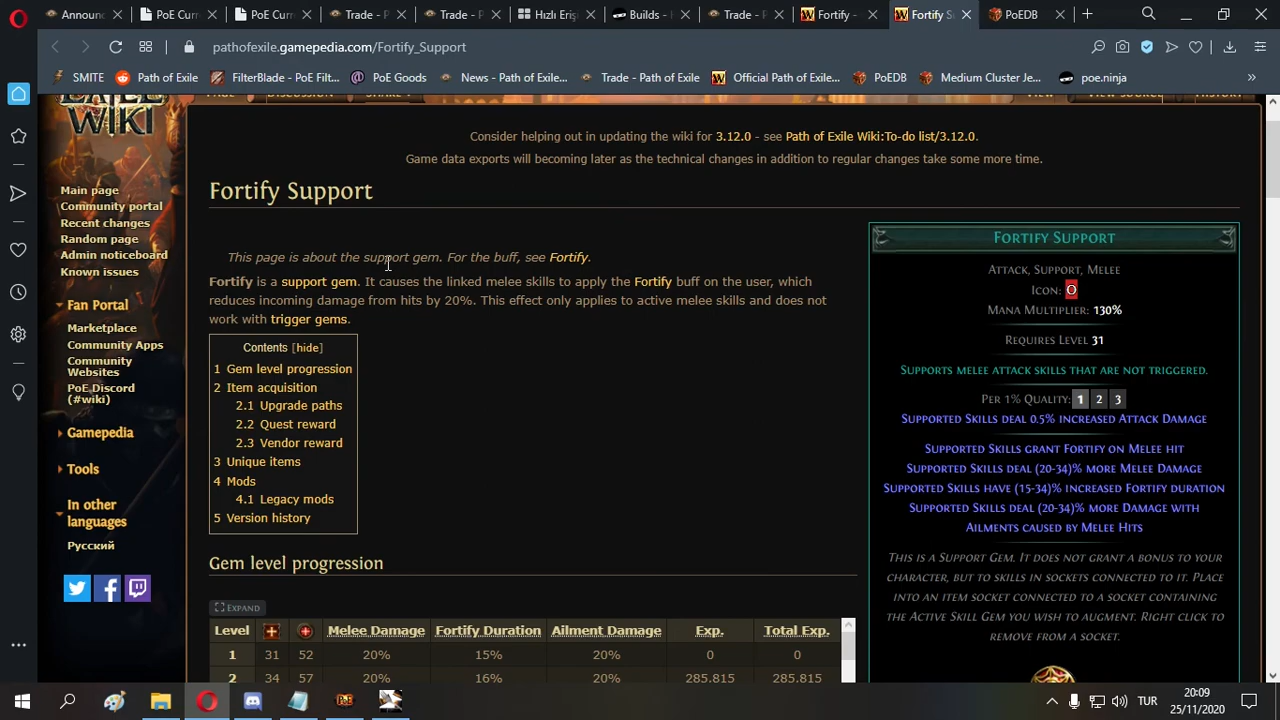 Announc
PoE Curr
PoE Curr
Trade - P
Trade - P
Hızlı Erişi
Builds - P
Trade - P
Fortify -
Fortify S
PoEDB
pathofexile.gamepedia.com/Fortify_Support
SMITE
Path of Exile
FilterBlade - PoE Filt...
PoE Goods
News - Path of Exile...
Trade - Path of Exile
Official Path of Exile...
PoEDB
Medium Cluster Je...
poe.ninja
WIKI
Consider helping out in updating the wiki for 3.12.0 - see Path of Exile Wiki:To-do list/3.12.0.
Game data exports will becoming later as the technical changes in addition to regular changes take some more time.
Main page
Community portal
Recent changes
Random page
Admin noticeboard
Known issues
Fan Portal
Marketplace
Community Apps
Community
Websites
PoE Discord
(#wiki)
Gamepedia
Tools
In other
languages
Русский
Fortify Support
This page is about the support gem. For the buff, see Fortify.
Fortify is a support gem. It causes the linked melee skills to apply the Fortify buff on the user, which
reduces incoming damage from hits by 20%. This effect only applies to active melee skills and does not
work with trigger gems.
Contents [hide]
1 Gem level progression
2 Item acquisition
2.1 Upgrade paths
2.2 Quest reward
2.3 Vendor reward
3 Unique items
4 Mods
4.1 Legacy mods
5 Version history
Gem level progression
EXPAND
Level Melee Damage Fortify Duration Ailment Damage Exp. Total Exp.
1 31 52 20% 15% 20% 0 0
2 34 57 20% 16% 20% 285.815 285.815
FORTIFY SUPPORT
ATTACK, SUPPORT, MELEE
ICON: O
MANA MULTIPLIER: 130%
REQUIRES LEVEL 31
SUPPORTS MELEE ATTACK SKILLS THAT ARE NOT TRIGGERED.
PER 1% QUALITY: 1 2 3
SUPPORTED SKILLS DEAL 0.5% INCREASED ATTACK DAMAGE
SUPPORTED SKILLS GRANT FORTIFY ON MELEE HIT
SUPPORTED SKILLS DEAL (20-34)% MORE MELEE DAMAGE
SUPPORTED SKILLS HAVE (15-34)% INCREASED FORTIFY DURATION
SUPPORTED SKILLS DEAL (20-34)% MORE DAMAGE WITH
AILMENTS CAUSED BY MELEE HITS
THIS IS A SUPPORT GEM. IT DOES NOT GRANT A BONUS TO YOUR
CHARACTER, BUT TO SKILLS IN SOCKETS CONNECTED TO IT. PLACE
INTO AN ITEM SOCKET CONNECTED TO A SOCKET CONTAINING
THE ACTIVE SKILL GEM YOU WISH TO AUGMENT. RIGHT CLICK TO
REMOVE FROM A SOCKET.
TUR
20:09
25/11/2020